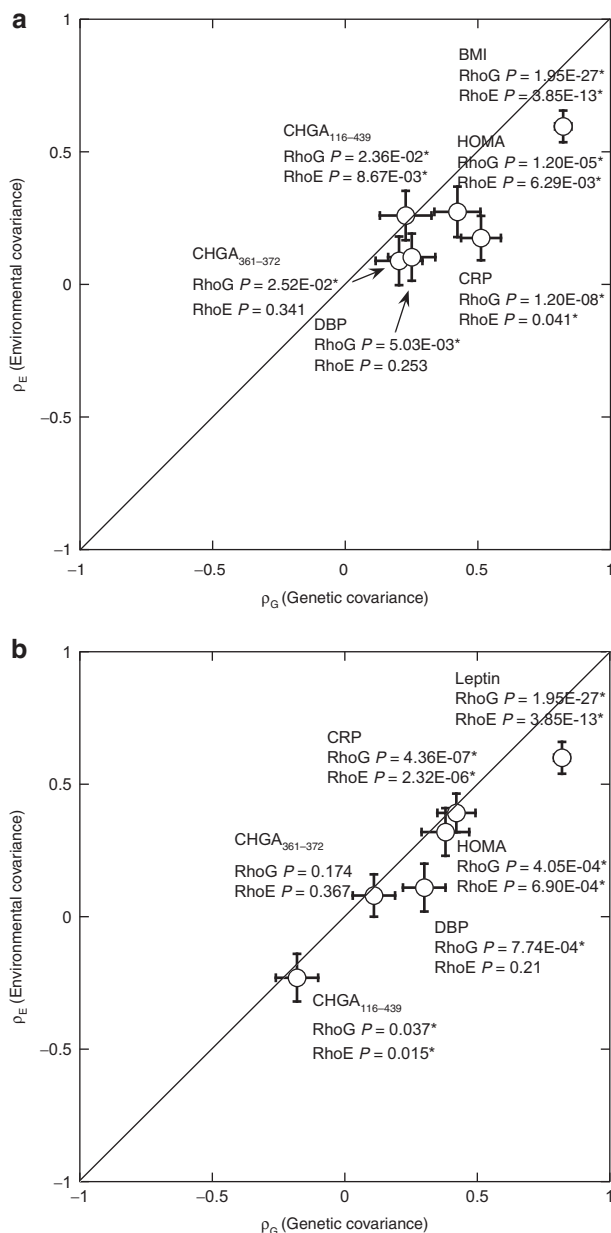 a
1
0.5
0
−0.5
−1
−1
−0.5
0
0.5
1
ρE (Environmental covariance)
ρG (Genetic covariance)
BMI
RhoG P = 1.95E-27*
RhoE P = 3.85E-13*
CHGA116–439
RhoG P = 2.36E-02*
RhoE P = 8.67E-03*
HOMA
RhoG P = 1.20E-05*
RhoE P = 6.29E-03*
CHGA361–372
RhoG P = 2.52E-02*
RhoE P = 0.341
CRP
RhoG P = 1.20E-08*
RhoE P = 0.041*
DBP
RhoG P = 5.03E-03*
RhoE P = 0.253
b
1
0.5
0
−0.5
−1
−1
−0.5
0
0.5
1
ρE (Environmental covariance)
ρG (Genetic covariance)
Leptin
RhoG P = 1.95E-27*
RhoE P = 3.85E-13*
CRP
RhoG P = 4.36E-07*
RhoE P = 2.32E-06*
CHGA361–372
RhoG P = 0.174
RhoE P = 0.367
HOMA
RhoG P = 4.05E-04*
RhoE P = 6.90E-04*
DBP
RhoG P = 7.74E-04*
RhoE P = 0.21
CHGA116–439
RhoG P = 0.037*
RhoE P = 0.015*